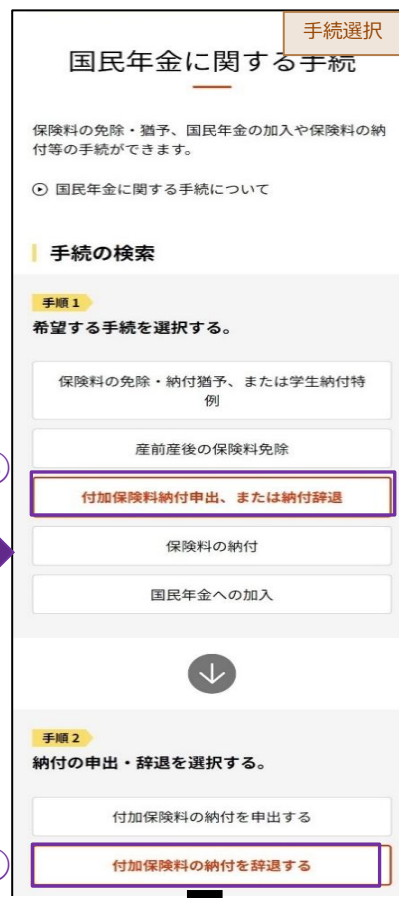 手続選択
国民年金に関する手続
保険料の免除・猶予、国民年金の加入や保険料の納
付等の手続ができます。
国民年金に関する手続について
手続の検索
手順1
希望する手続を選択する。
保険料の免除・納付猶予、または学生納付特
例
産前産後の保険料免除
付加保険料納付申出、または納付辞退
保険料の納付
国民年金への加入
手順2
納付の申出・辞退を選択する。
付加保険料の納付を申出する
付加保険料の納付を辞退する